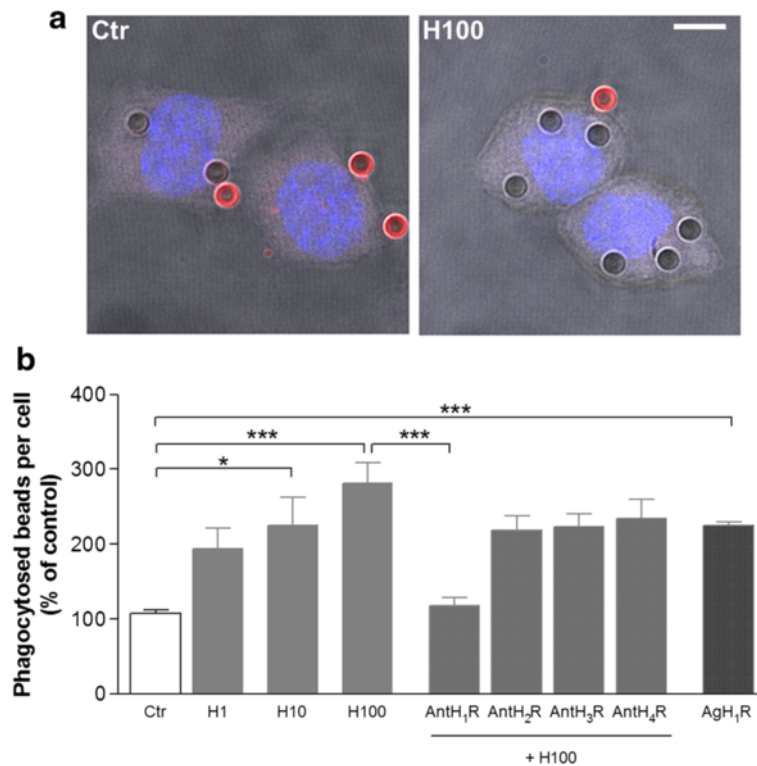 a
Ctr
H100
b
Phagocytosed beads per cell
(% of control)
400
300
200
100
0
***
***
***
*
Ctr H1 H10 H100 AntH₁R AntH₂R AntH₃R AntH₄R AgH₁R
+ H100